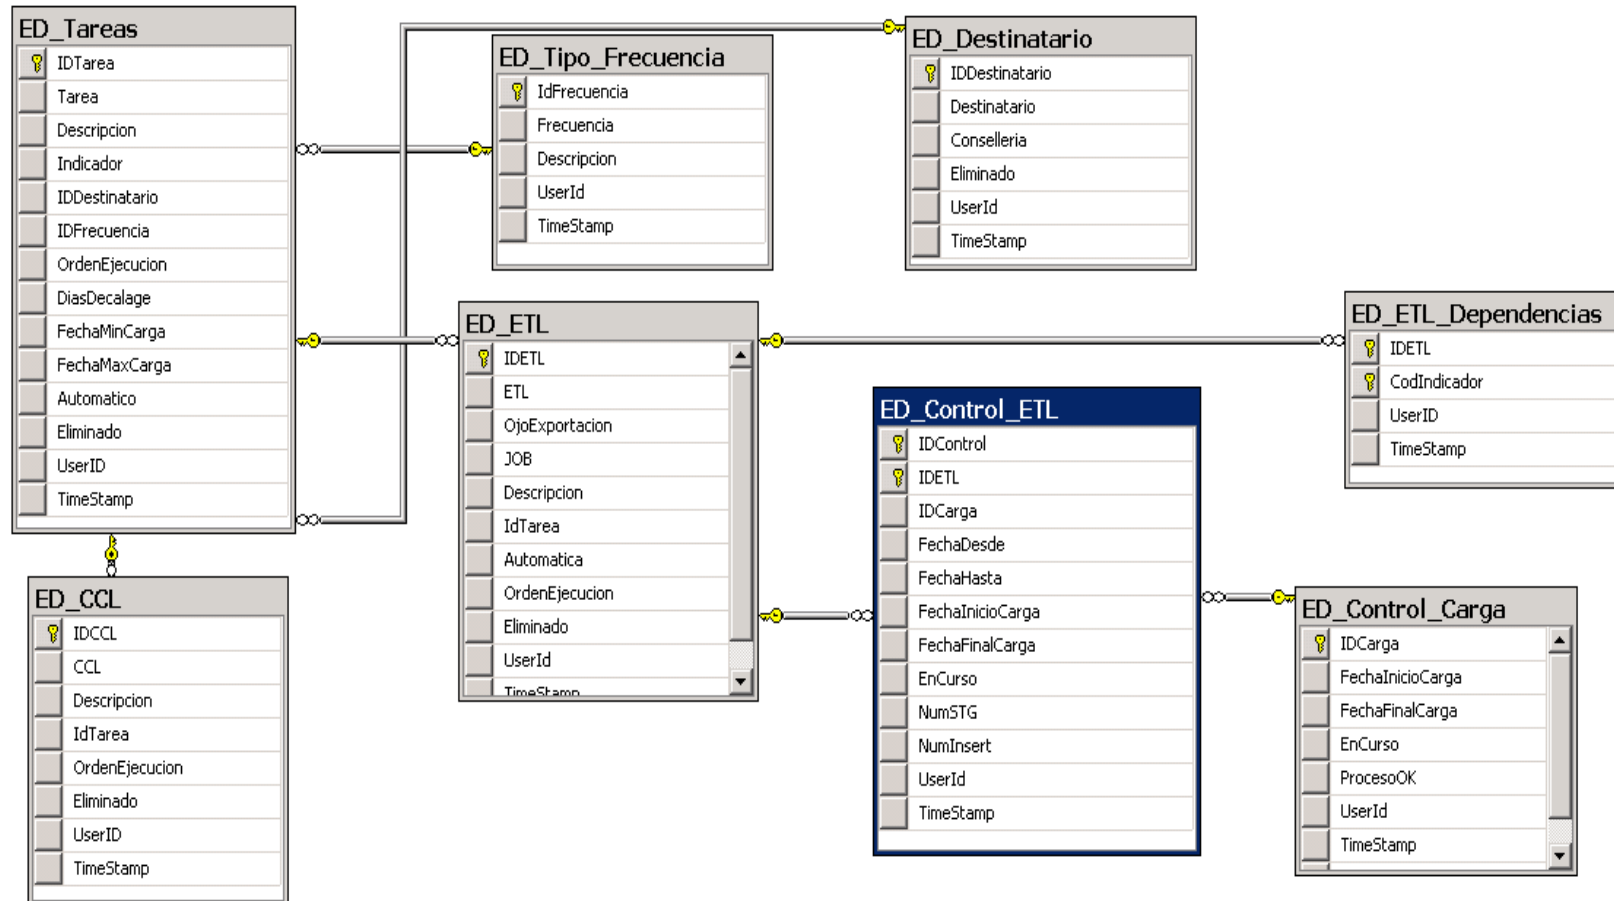 ED_Tareas
IDTarea
Tarea
Descripcion
Indicador
IDDestinatario
IDFrecuencia
OrdenEjecucion
DiasDecalage
FechaMinCarga
FechaMaxCarga
Automatico
Eliminado
UserID
TimeStamp
ED_Tipo_Frecuencia
IdFrecuencia
Frecuencia
Descripcion
UserId
TimeStamp
ED_Destinatario
IDDestinatario
Destinatario
Conselleria
Eliminado
UserId
TimeStamp
ED_ETL
IDETL
ETL
OjoExportacion
JOB
Descripcion
IdTarea
Automatica
OrdenEjecucion
Eliminado
UserId
TimeStamp
ED_ETL_Dependencias
IDETL
CodIndicador
UserID
TimeStamp
ED_Control_ETL
IDControl
IDETL
IDCarga
FechaDesde
FechaHasta
FechaInicioCarga
FechaFinalCarga
EnCurso
NumSTG
NumInsert
UserId
TimeStamp
ED_CCL
IDCCL
CCL
Descripcion
IdTarea
OrdenEjecucion
Eliminado
UserID
TimeStamp
ED_Control_Carga
IDCarga
FechaInicioCarga
FechaFinalCarga
EnCurso
ProcesoOK
UserId
TimeStamp